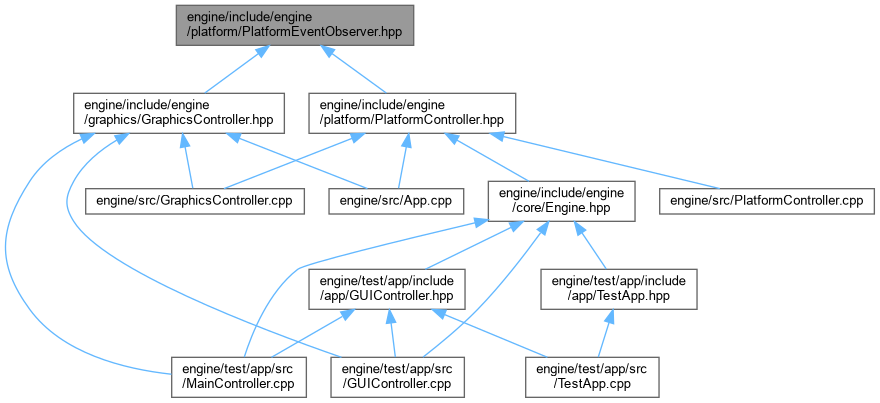 engine/include/engine
/platform/PlatformEventObserver.hpp
engine/include/engine
/graphics/GraphicsController.hpp
engine/include/engine
/platform/PlatformController.hpp
engine/src/GraphicsController.cpp
engine/src/App.cpp
engine/include/engine
/core/Engine.hpp
engine/src/PlatformController.cpp
engine/test/app/include
/app/GUIController.hpp
engine/test/app/include
/app/TestApp.hpp
engine/test/app/src
/MainController.cpp
engine/test/app/src
/GUIController.cpp
engine/test/app/src
/TestApp.cpp